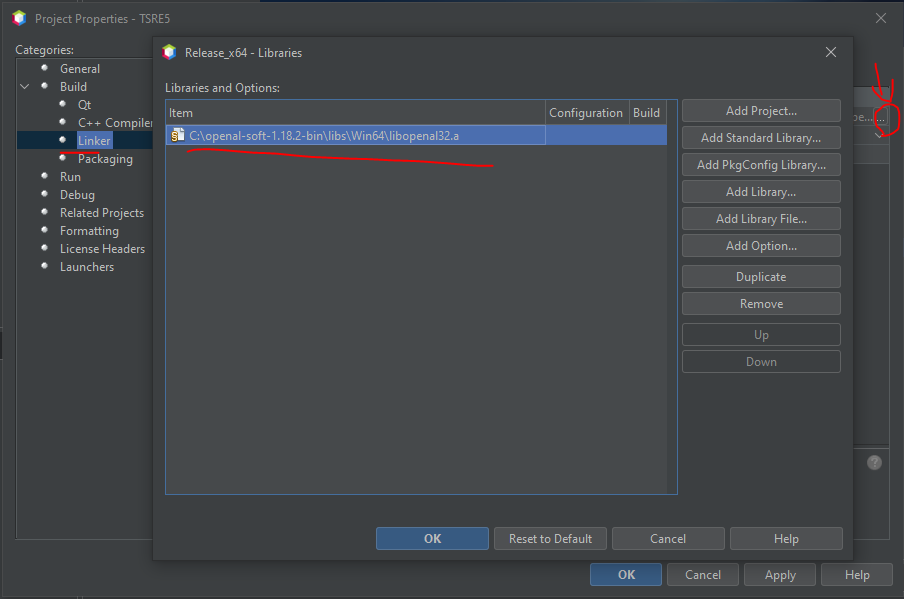 Project Properties - TSRE5
Categories:
General
Build
Qt
C++ Compiler
Linker
Packaging
Run
Debug
Related Projects
Formatting
License Headers
Launchers
Release_x64 - Libraries
Libraries and Options:
Item Configuration Build
C:\openal-soft-1.18.2-bin\libs\Win64\libopenal32.a
Add Project...
Add Standard Library...
Add PkgConfig Library...
Add Library...
Add Library File...
Add Option...
Duplicate
Remove
Up
Down
pe... ...
OK Reset to Default Cancel Help
OK Cancel Apply Help